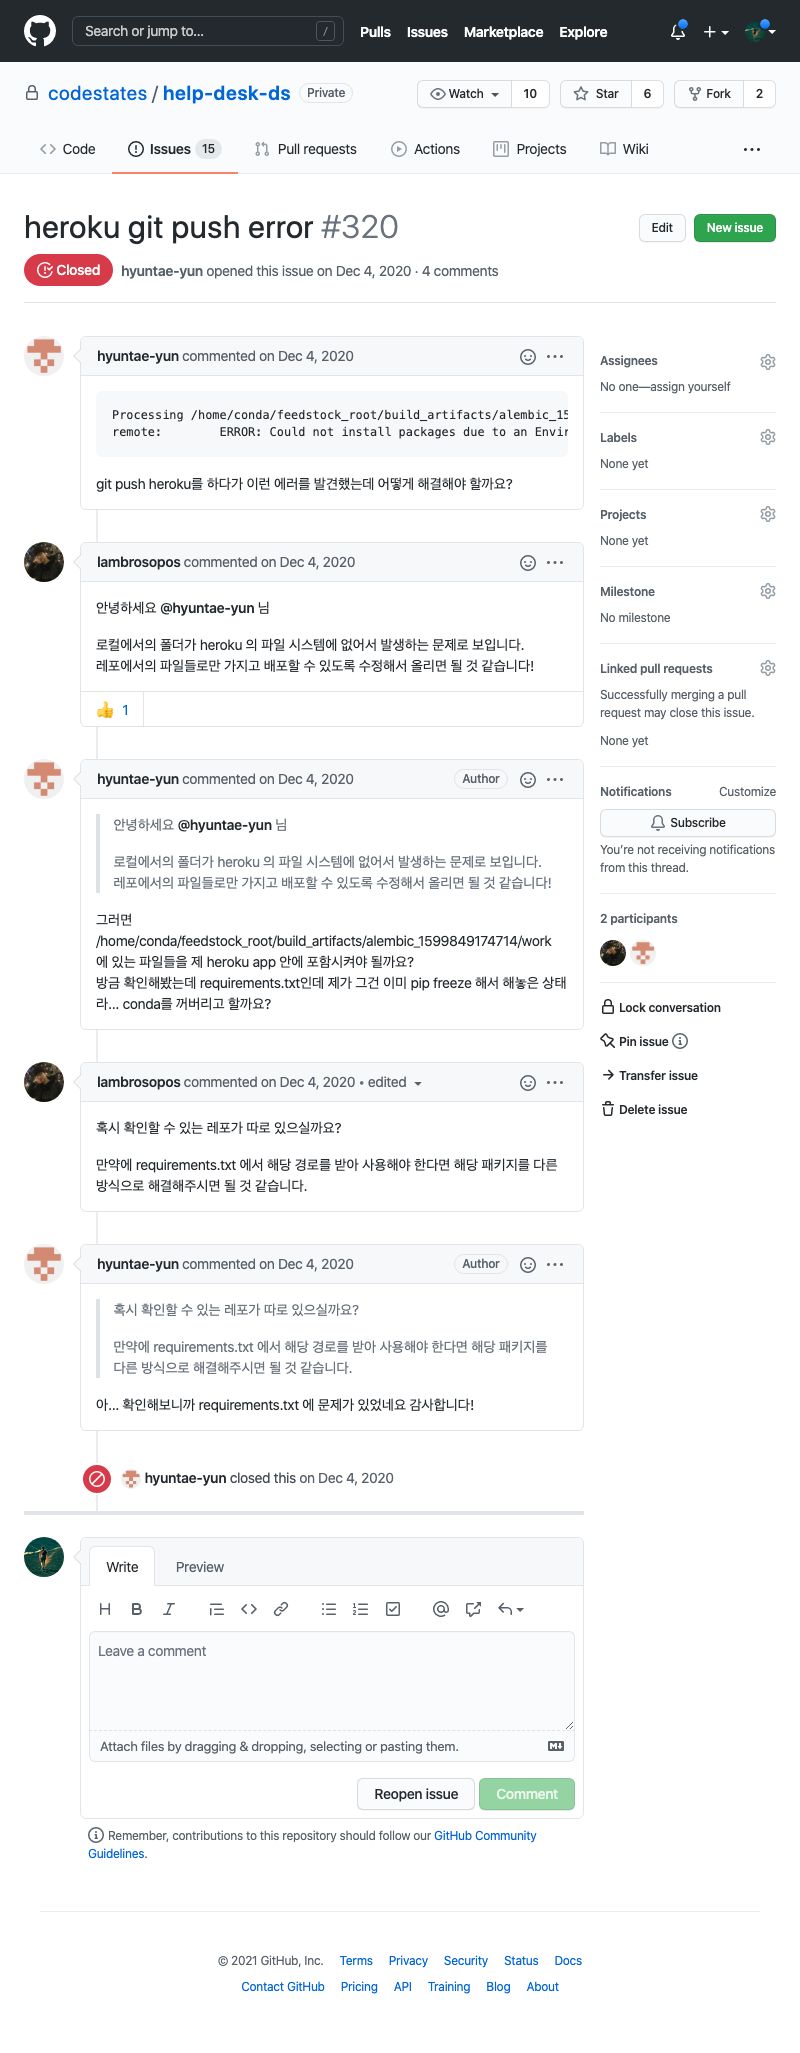 Search or jump to...
/
Pulls
Issues
Marketplace
Explore
codestates / help-desk-ds
Private
Watch
10
Star
6
Fork
2
Code
Issues
15
Pull requests
Actions
Projects
Wiki
heroku git push error #320
Edit
New issue
Closed
hyuntae-yun opened this issue on Dec 4, 2020 · 4 comments
hyuntae-yun commented on Dec 4, 2020
Processing /home/conda/feedstock_root/build_artifacts/alembic_15
remote:        ERROR: Could not install packages due to an Envir
git push heroku를 하다가 이런 에러를 발견했는데 어떻게 해결해야 할까요?
lambrosopos commented on Dec 4, 2020
안녕하세요 @hyuntae-yun 님
로컬에서의 폴더가 heroku 의 파일 시스템에 없어서 발생하는 문제로 보입니다.
레포에서의 파일들로만 가지고 배포할 수 있도록 수정해서 올리면 될 것 같습니다!
👍 1
hyuntae-yun commented on Dec 4, 2020
Author
안녕하세요 @hyuntae-yun 님
로컬에서의 폴더가 heroku 의 파일 시스템에 없어서 발생하는 문제로 보입니다.
레포에서의 파일들로만 가지고 배포할 수 있도록 수정해서 올리면 될 것 같습니다!
그러면
/home/conda/feedstock_root/build_artifacts/alembic_1599849174714/work
에 있는 파일들을 제 heroku app 안에 포함시켜야 될까요?
방금 확인해봤는데 requirements.txt인데 제가 그건 이미 pip freeze 해서 해놓은 상태
라... conda를 꺼버리고 할까요?
lambrosopos commented on Dec 4, 2020 • edited
혹시 확인할 수 있는 레포가 따로 있으실까요?
만약에 requirements.txt 에서 해당 경로를 받아 사용해야 한다면 해당 패키지를 다른
방식으로 해결해주시면 될 것 같습니다.
hyuntae-yun commented on Dec 4, 2020
Author
혹시 확인할 수 있는 레포가 따로 있으실까요?
만약에 requirements.txt 에서 해당 경로를 받아 사용해야 한다면 해당 패키지를
다른 방식으로 해결해주시면 될 것 같습니다.
아... 확인해보니까 requirements.txt 에 문제가 있었네요 감사합니다!
hyuntae-yun closed this on Dec 4, 2020
Write
Preview
H B I
Leave a comment
Attach files by dragging & dropping, selecting or pasting them.
Reopen issue
Comment
Remember, contributions to this repository should follow our GitHub Community
Guidelines.
Assignees
No one—assign yourself
Labels
None yet
Projects
None yet
Milestone
No milestone
Linked pull requests
Successfully merging a pull
request may close this issue.
None yet
Notifications
Customize
Subscribe
You're not receiving notifications
from this thread.
2 participants
Lock conversation
Pin issue
Transfer issue
Delete issue
© 2021 GitHub, Inc.
Terms
Privacy
Security
Status
Docs
Contact GitHub
Pricing
API
Training
Blog
About